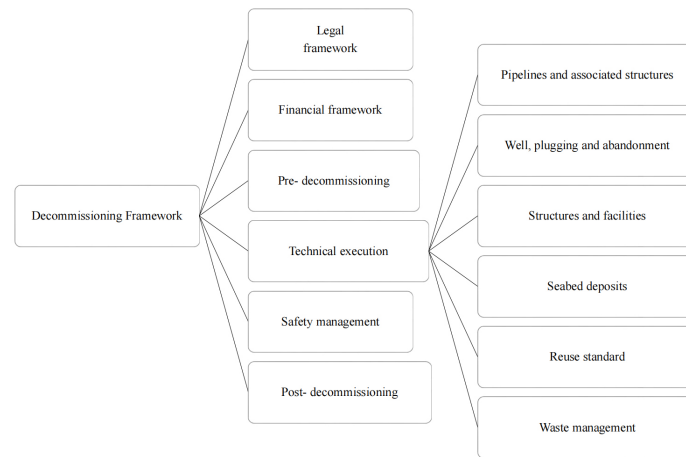 Legal
framework
Financial framework
Pre- decommissioning
Decommissioning Framework
Technical execution
Safety management
Post- decommissioning
Pipelines and associated structures
Well, plugging and abandonment
Structures and facilities
Seabed deposits
Reuse standard
Waste management